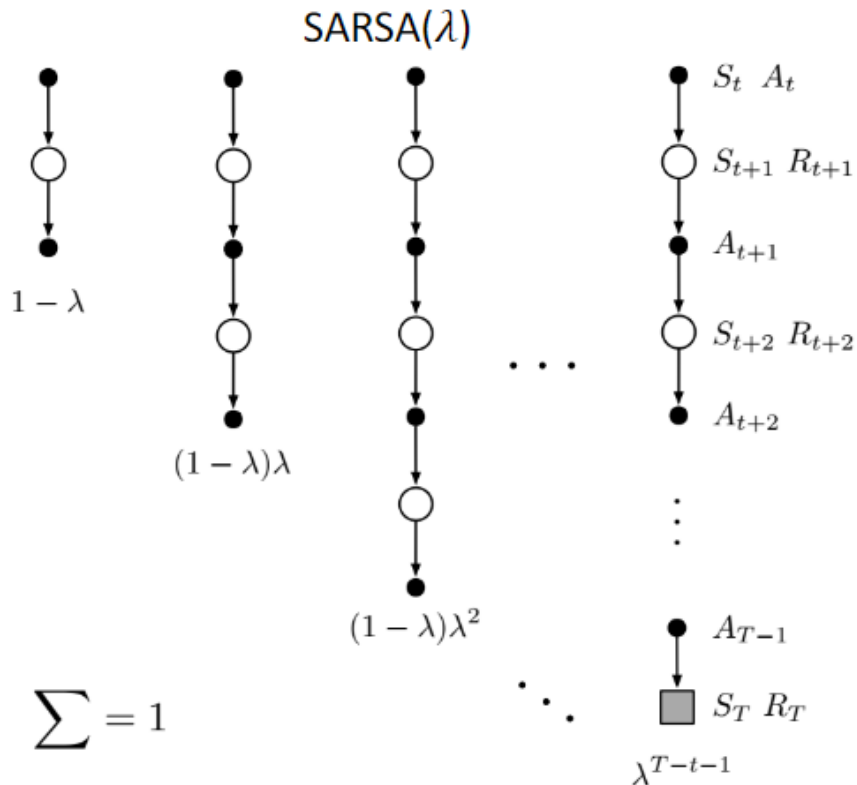 SARSA(λ)
S_t A_t
S_{t+1} R_{t+1}
A_{t+1}
1 − λ
S_{t+2} R_{t+2}
. . .
A_{t+2}
(1 − λ)λ
⋮
(1 − λ)λ^2
A_{T−1}
⋱
∑ = 1
S_T R_T
λ^{T−t−1}